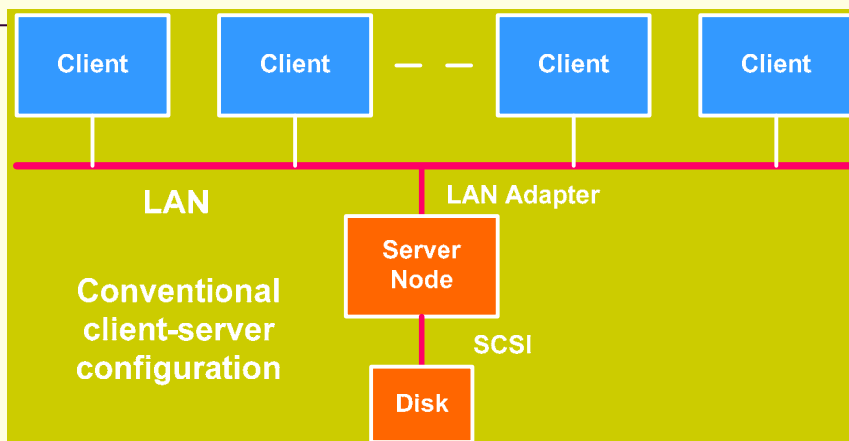 Client
Client
Client
Client
LAN
LAN Adapter
Server
Node
Conventional
client-server
configuration
SCSI
Disk